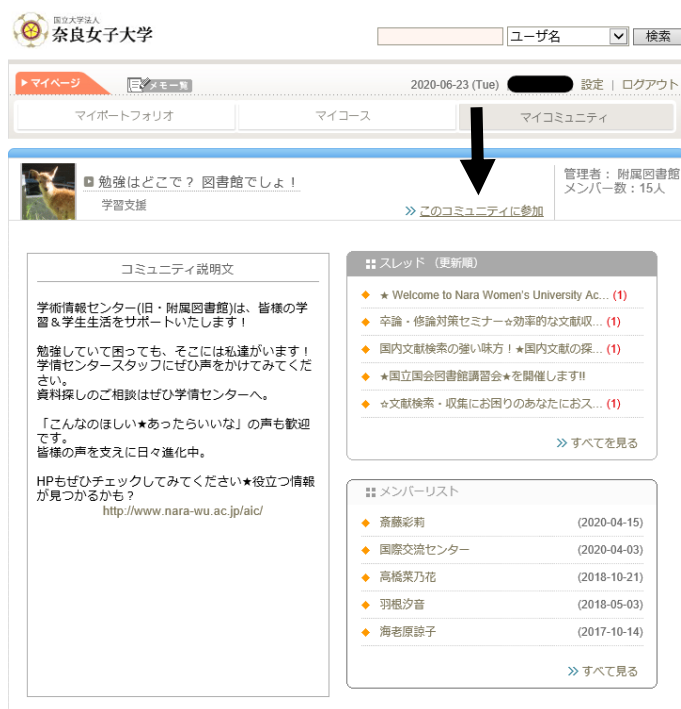 国立大学法人
奈良女子大学
ユーザ名
検索
マイページ
メモ一覧
2020-06-23 (Tue)
設定 | ログアウト
マイポートフォリオ
マイコース
マイコミュニティ
勉強はどこで? 図書館でしょ!
学習支援
このコミュニティに参加
管理者: 附属図書館
メンバー数:15人
コミュニティ説明文
学術情報センター(旧・附属図書館)は、皆様の学
習&学生生活をサポートいたします!
勉強していて困っても、そこには私達がいます!
学情センタースタッフにぜひ声をかけてみてくだ
さい。
資料探しのご相談はぜひ学情センターへ。
「こんなのほしい★あったらいいな」の声も歓迎
です。
皆様の声を支えに日々進化中。
HPもぜひチェックしてみてください★役立つ情報
が見つかるかも?
http://www.nara-wu.ac.jp/aic/
スレッド (更新順)
★ Welcome to Nara Women's University Ac... (1)
卒論・修論対策セミナー☆効率的な文献収... (1)
国内文献検索の強い味方!★国内文献の探... (1)
★国立国会図書館講習会★を開催します!!
☆文献検索・収集にお困りのあなたにおス... (1)
すべてを見る
メンバーリスト
斎藤彩莉 (2020-04-15)
国際交流センター (2020-04-03)
高橋菜乃花 (2018-10-21)
羽根汐音 (2018-05-03)
海老原諒子 (2017-10-14)
すべて見る